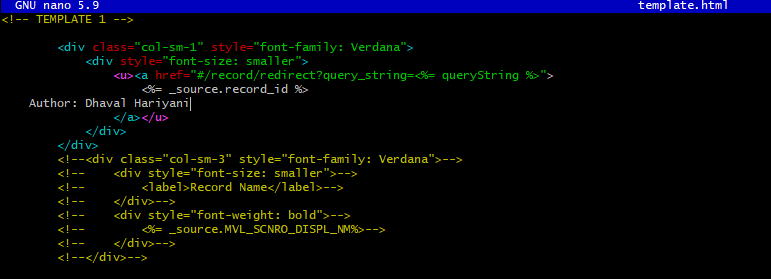 GNU nano 5.9 template.html
<!-- TEMPLATE 1 -->
<div class="col-sm-1" style="font-family: Verdana">
<div style="font-size: smaller">
<u><a href="#/record/redirect?query_string=<%= queryString %>">
<%= _source.record_id %>
Author: Dhaval Hariyani
</a></u>
</div>
</div>
<!--<div class="col-sm-3" style="font-family: Verdana">-->
<!-- <div style="font-size: smaller">-->
<!-- <label>Record Name</label>-->
<!-- </div>-->
<!-- <div style="font-weight: bold">-->
<!-- <%= _source.MVL_SCNRO_DISPL_NM%>-->
<!-- </div>-->
<!--</div>-->